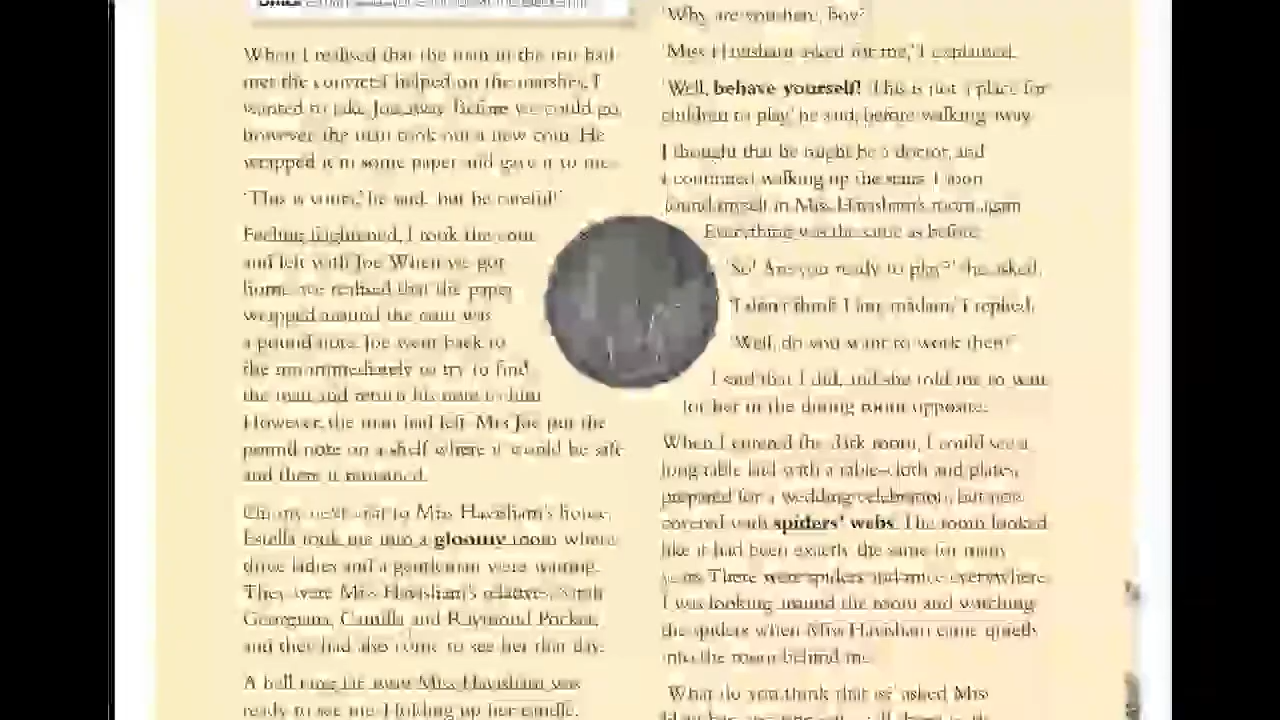 When I realised that the man in the inn had
met the convict I helped on the marshes, I
wanted to take Joe away. Before we could go,
however, the man took out a new coin. He
wrapped it in some paper and gave it to me.
'This is yours,' he said, 'but be careful!'
Feeling frightened, I took the coin
and left with Joe. When we got
home, we realised that the paper
wrapped around the coin was
a pound note. Joe went back to
the inn immediately to try to find
the man and return his note to him.
However, the man had left. Mrs Joe put the
pound note on a shelf where it would be safe
and there it remained.
On my next visit to Miss Havisham's house,
Estella took me into a gloomy room where
three ladies and a gentleman were waiting.
They were Miss Havisham's relatives, Sarah
Georgiana, Camilla and Raymond Pocket,
and they had also come to see her that day.
A bell rang far away. Miss Havisham was
ready to see me. Holding up her candle,
'Why are you here, boy?'
'Miss Havisham asked for me,' I explained.
'Well, behave yourself! This is not a place for
children to play,' he said, before walking away.
I thought that he might be a doctor, and
I continued walking up the stairs. I soon
found myself in Miss Havisham's room again.
Everything was the same as before.
'So! Are you ready to play?' she asked.
'I don't think I am, madam,' I replied.
'Well, do you want to work then?'
I said that I did, and she told me to wait
for her in the dining room opposite.
When I entered the dark room, I could see a
long table laid with a table-cloth and plates,
prepared for a wedding celebration, but now
covered with spiders' webs. The room looked
like it had been exactly the same for many
years. There were spiders and mice everywhere.
I was looking around the room and watching
the spiders when Miss Havisham came quietly
into the room behind me.
'What do you think that is?' asked Miss